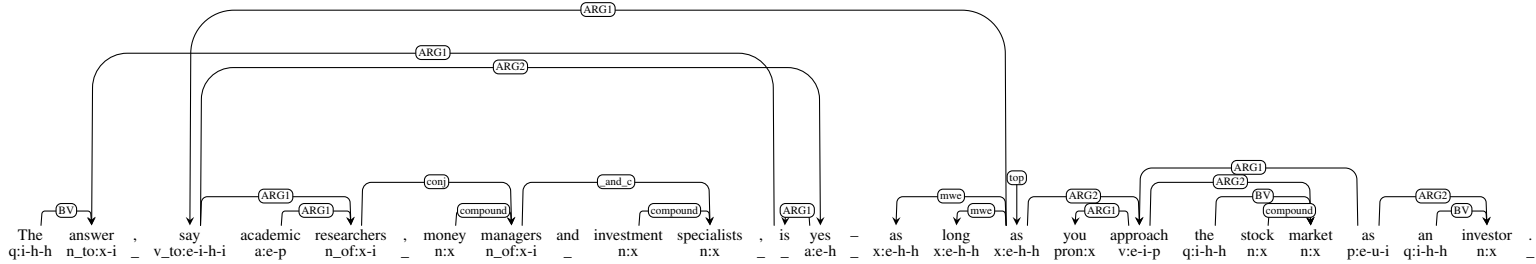 ARG1
ARG1
ARG2
ARG1
conj _and_c top ARG2
ARG1 mwe ARG2 BV ARG2
BV ARG1 compound compound ARG1 mwe ARG1 compound BV
The answer , say academic researchers , money managers and investment specialists , is yes – as long as you approach the stock market as an investor .
q:i-h-h n_to:x-i _ v_to:e-i-h-i a:e-p n_of:x-i _ n:x n_of:x-i _ n:x n:x _ _ a:e-h _ x:e-h-h x:e-h-h x:e-h-h pron:x v:e-i-p q:i-h-h n:x n:x p:e-u-i q:i-h-h n:x _